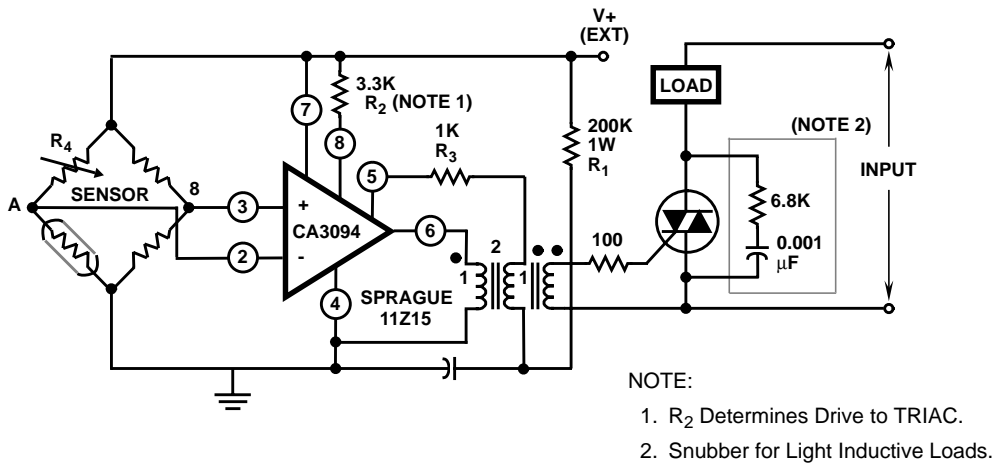 V+
(EXT)
3.3K
R2 (NOTE 1)
7
8
1K
R3
200K
1W
R1
LOAD
(NOTE 2)
INPUT
R4
SENSOR
A
8
3
2
+
-
CA3094
5
6
4
SPRAGUE
11Z15
1
2
1
100
6.8K
0.001
μF
NOTE:
1. R2 Determines Drive to TRIAC.
2. Snubber for Light Inductive Loads.